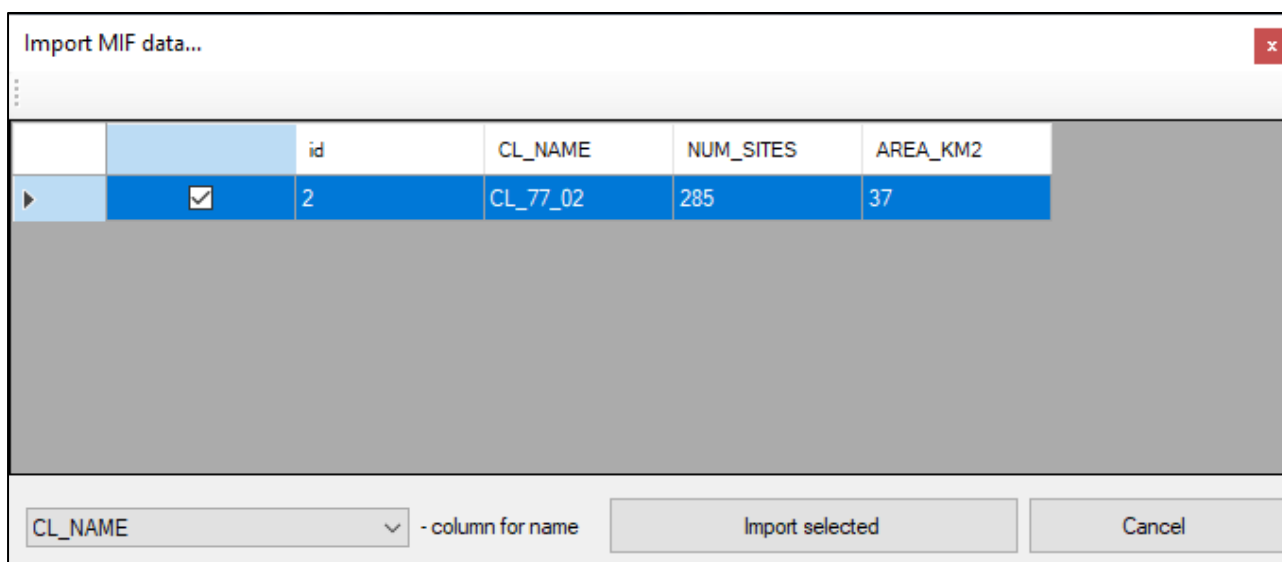 Import MIF data...
x
id CL_NAME NUM_SITES AREA_KM2
2 CL_77_02 285 37
CL_NAME - column for name Import selected Cancel